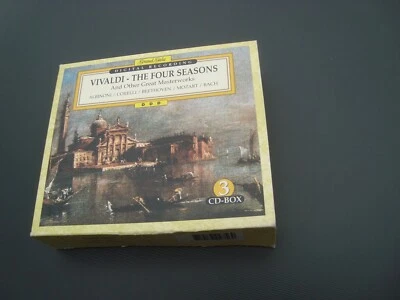 DIGITAL RECORDING
VIVALDI - THE FOUR SEASONS
And Other Great Masterworks
ALBINONI / CORELLI / BEETHOVEN / MOZART / BACH
DDD
3
CD-BOX